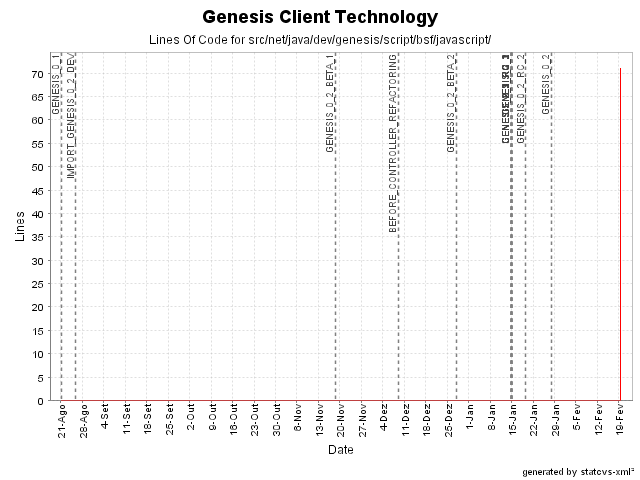 Genesis Client Technology
Lines Of Code for src/net/java/dev/genesis/script/bsf/javascript/
GENESIS_0_1
IMPORT_GENESIS_0_2_DEV
GENESIS_0_2_BETA_1
BEFORE_CONTROLLER_REFACTORING
GENESIS_0_2_BETA_2
GENESIS_0_2_RC_2
GENESIS_0_2
Lines
70
65
60
55
50
45
40
35
30
25
20
15
10
5
0
21-Ago
28-Ago
4-Set
11-Set
18-Set
25-Set
2-Out
9-Out
16-Out
23-Out
30-Out
6-Nov
13-Nov
20-Nov
27-Nov
4-Dez
11-Dez
18-Dez
25-Dez
1-Jan
8-Jan
15-Jan
22-Jan
29-Jan
5-Fev
12-Fev
19-Fev
Date
generated by statcvs-xml²